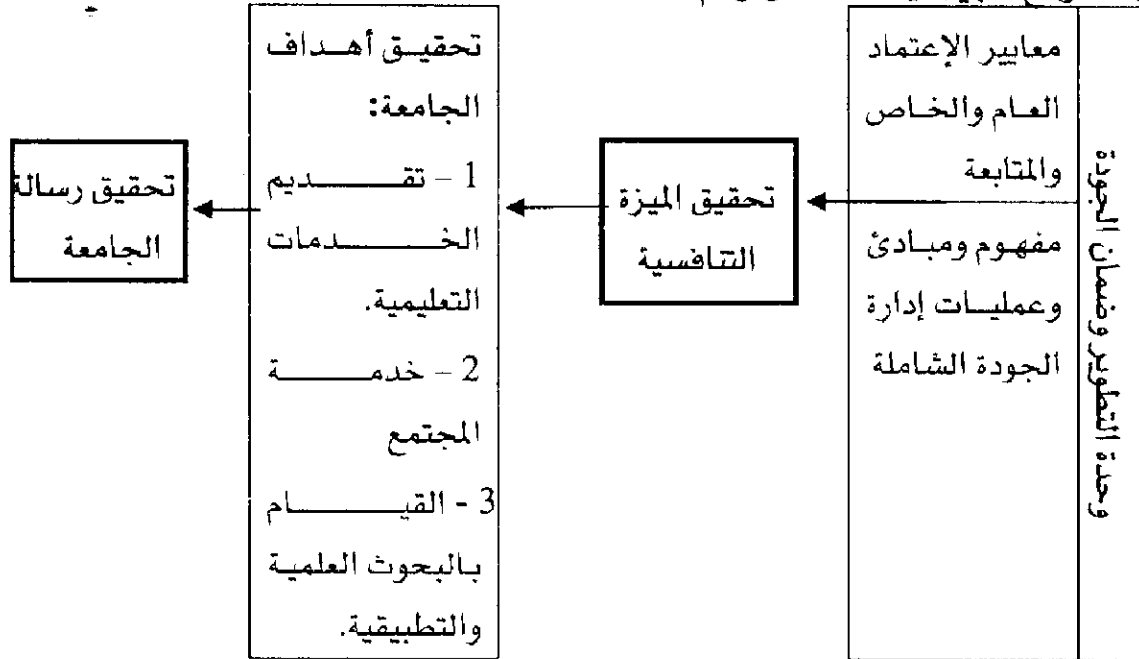 وحدة التطوير وضمان الجودة
معايير الإعتماد
العام والخاص
والمتابعة
مفهوم ومبادئ
وعمليات إدارة
الجودة الشاملة
تحقيق الميزة
التنافسية
تحقيق أهداف
الجامعة:
1 – تقديم
الخدمات
التعليمية.
2 – خدمة
المجتمع
3 - القيام
بالبحوث العلمية
والتطبيقية.
تحقيق رسالة
الجامعة